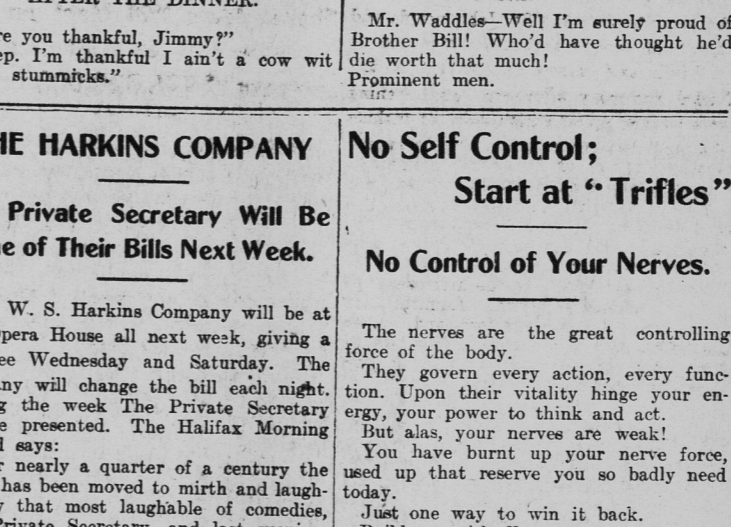 AFTER THE DINNER.
re you thankful, Jimmy?"
ep. I'm thankful I ain't a cow wit
stummicks."
HE HARKINS COMPANY
Private Secretary Will Be
e of Their Bills Next Week.
W. S. Harkins Company will be at
pera House all next week, giving a
ee Wednesday and Saturday. The
ny will change the bill each night.
g the week The Private Secretary
e presented. The Halifax Morning
d says:
r nearly a quarter of a century the
has been moved to mirth and laugh-
y that most laughable of comedies,
Private Secretary, and last
Mr. Waddles—Well I'm surely proud of
Brother Bill! Who'd have thought he'd
die worth that much!
Prominent men.
No Self Control;
Start at "Trifles"
No Control of Your Nerves.
The nerves are the great controlling
force of the body.
They govern every action, every func-
tion. Upon their vitality hinge your en-
ergy, your power to think and act.
But alas, your nerves are weak!
You have burnt up your nerve force,
used up that reserve you so badly need
today.
Just one way to win it back.